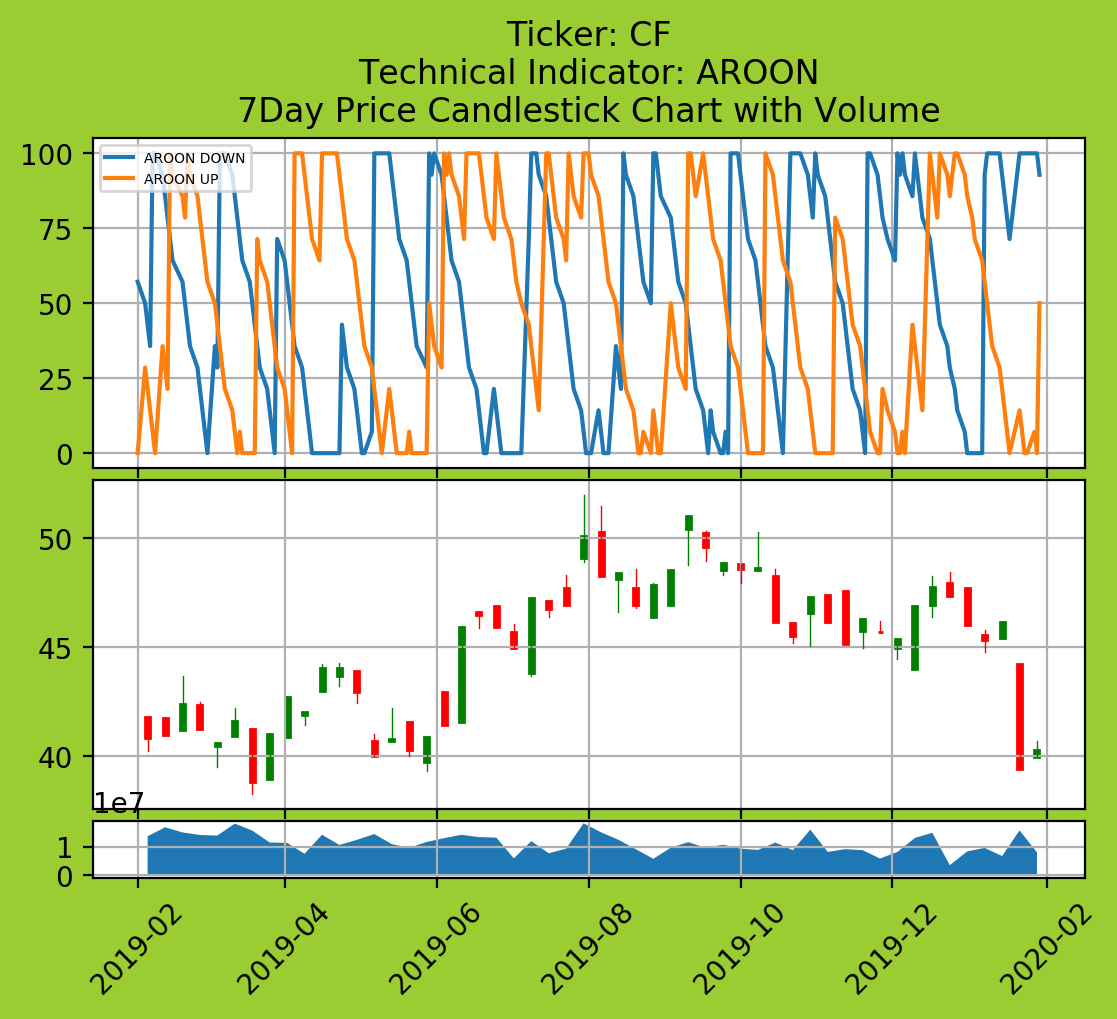 Ticker: CF
Technical Indicator: AROON
7Day Price Candlestick Chart with Volume
AROON DOWN
AROON UP
100
75
50
25
0
50
45
40
1e7
1
0
2019-02
2019-04
2019-06
2019-08
2019-10
2019-12
2020-02